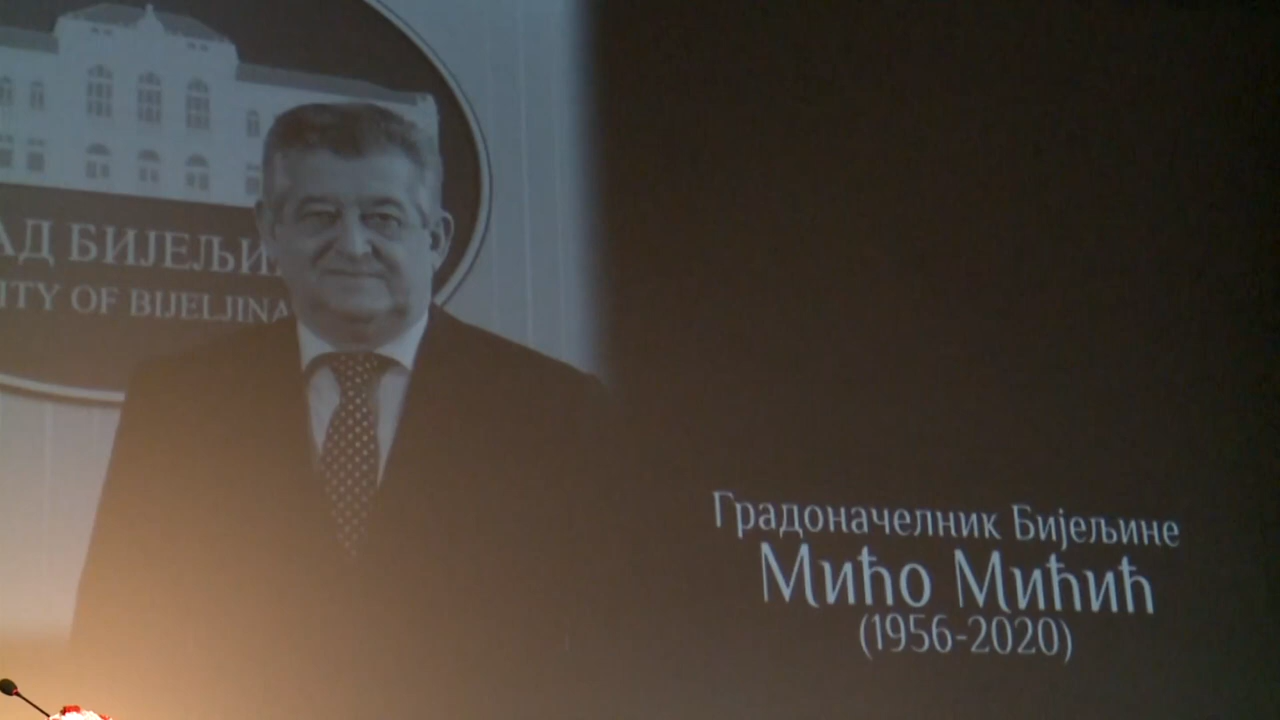 АД БИЈЕЉИ
ITY OF BIJELJINA
Градоначелник Бијељине
Мићо Мићић
(1956-2020)